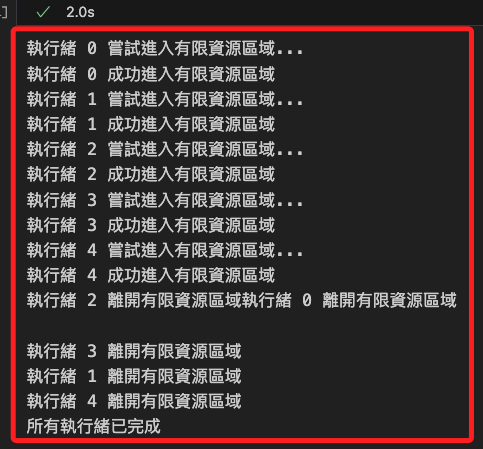 ]
✓ 2.0s
執行緒 0 嘗試進入有限資源區域...
執行緒 0 成功進入有限資源區域
執行緒 1 嘗試進入有限資源區域...
執行緒 1 成功進入有限資源區域
執行緒 2 嘗試進入有限資源區域...
執行緒 2 成功進入有限資源區域
執行緒 3 嘗試進入有限資源區域...
執行緒 3 成功進入有限資源區域
執行緒 4 嘗試進入有限資源區域...
執行緒 4 成功進入有限資源區域
執行緒 2 離開有限資源區域執行緒 0 離開有限資源區域
執行緒 3 離開有限資源區域
執行緒 1 離開有限資源區域
執行緒 4 離開有限資源區域
所有執行緒已完成